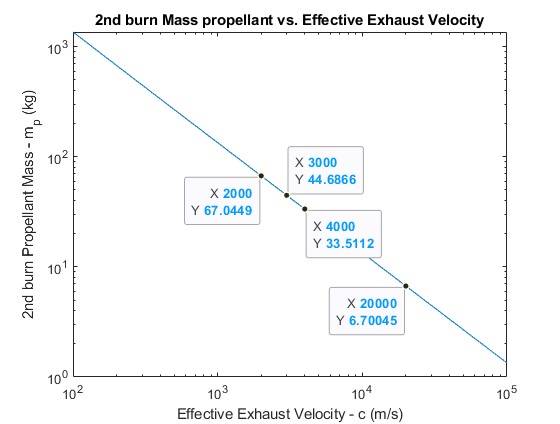 2nd burn Mass propellant vs. Effective Exhaust Velocity
10^3
10^2
10^1
10^0
2nd burn Propellant Mass - m_p (kg)
X 3000
Y 44.6866
X 2000
Y 67.0449
X 4000
Y 33.5112
X 20000
Y 6.70045
10^2
10^3
10^4
10^5
Effective Exhaust Velocity - c (m/s)